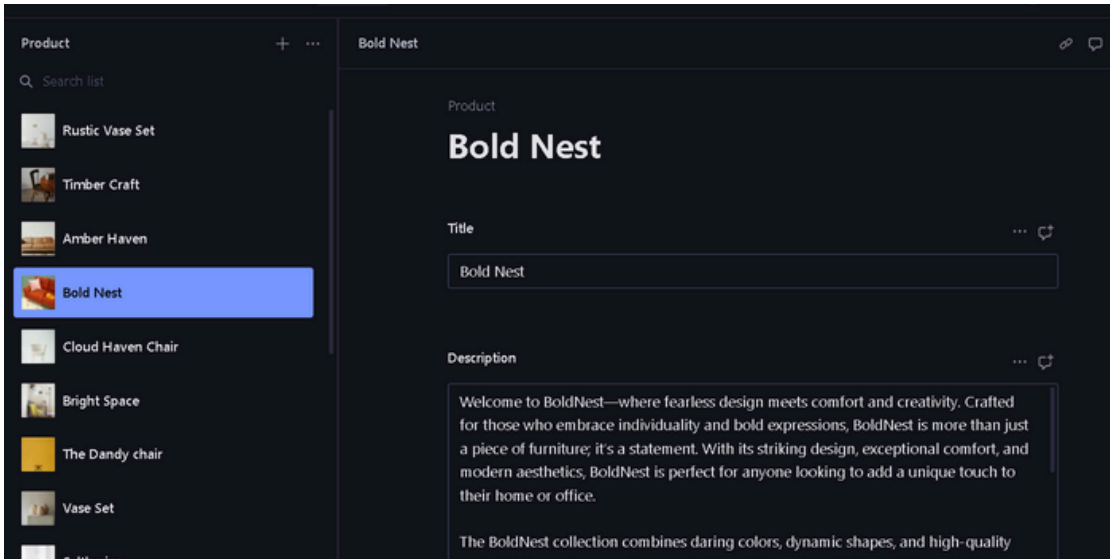 Product
Search list
Rustic Vase Set
Timber Craft
Amber Haven
Bold Nest
Cloud Haven Chair
Bright Space
The Dandy chair
Vase Set
Bold Nest
Product
Bold Nest
Title
Bold Nest
Description
Welcome to BoldNest—where fearless design meets comfort and creativity. Crafted
for those who embrace individuality and bold expressions, BoldNest is more than just
a piece of furniture; it's a statement. With its striking design, exceptional comfort, and
modern aesthetics, BoldNest is perfect for anyone looking to add a unique touch to
their home or office.
The BoldNest collection combines daring colors, dynamic shapes, and high-quality